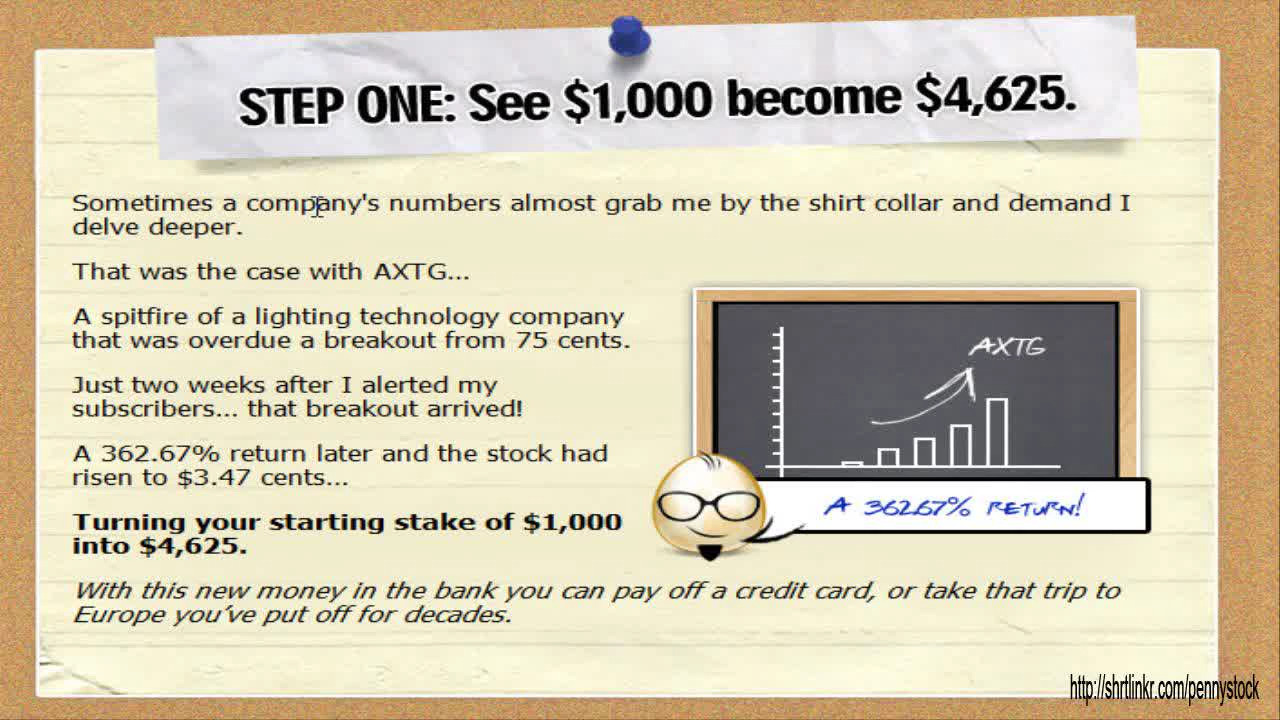 STEP ONE: See $1,000 become $4,625.
Sometimes a company's numbers almost grab me by the shirt collar and demand I
delve deeper.
That was the case with AXTG...
A spitfire of a lighting technology company
that was overdue a breakout from 75 cents.
Just two weeks after I alerted my
subscribers... that breakout arrived!
A 362.67% return later and the stock had
risen to $3.47 cents...
Turning your starting stake of $1,000
into $4,625.
AXTG
A 362.67% RETURN!
With this new money in the bank you can pay off a credit card, or take that trip to
Europe you've put off for decades.
http://shrtlinkr.com/pennystock